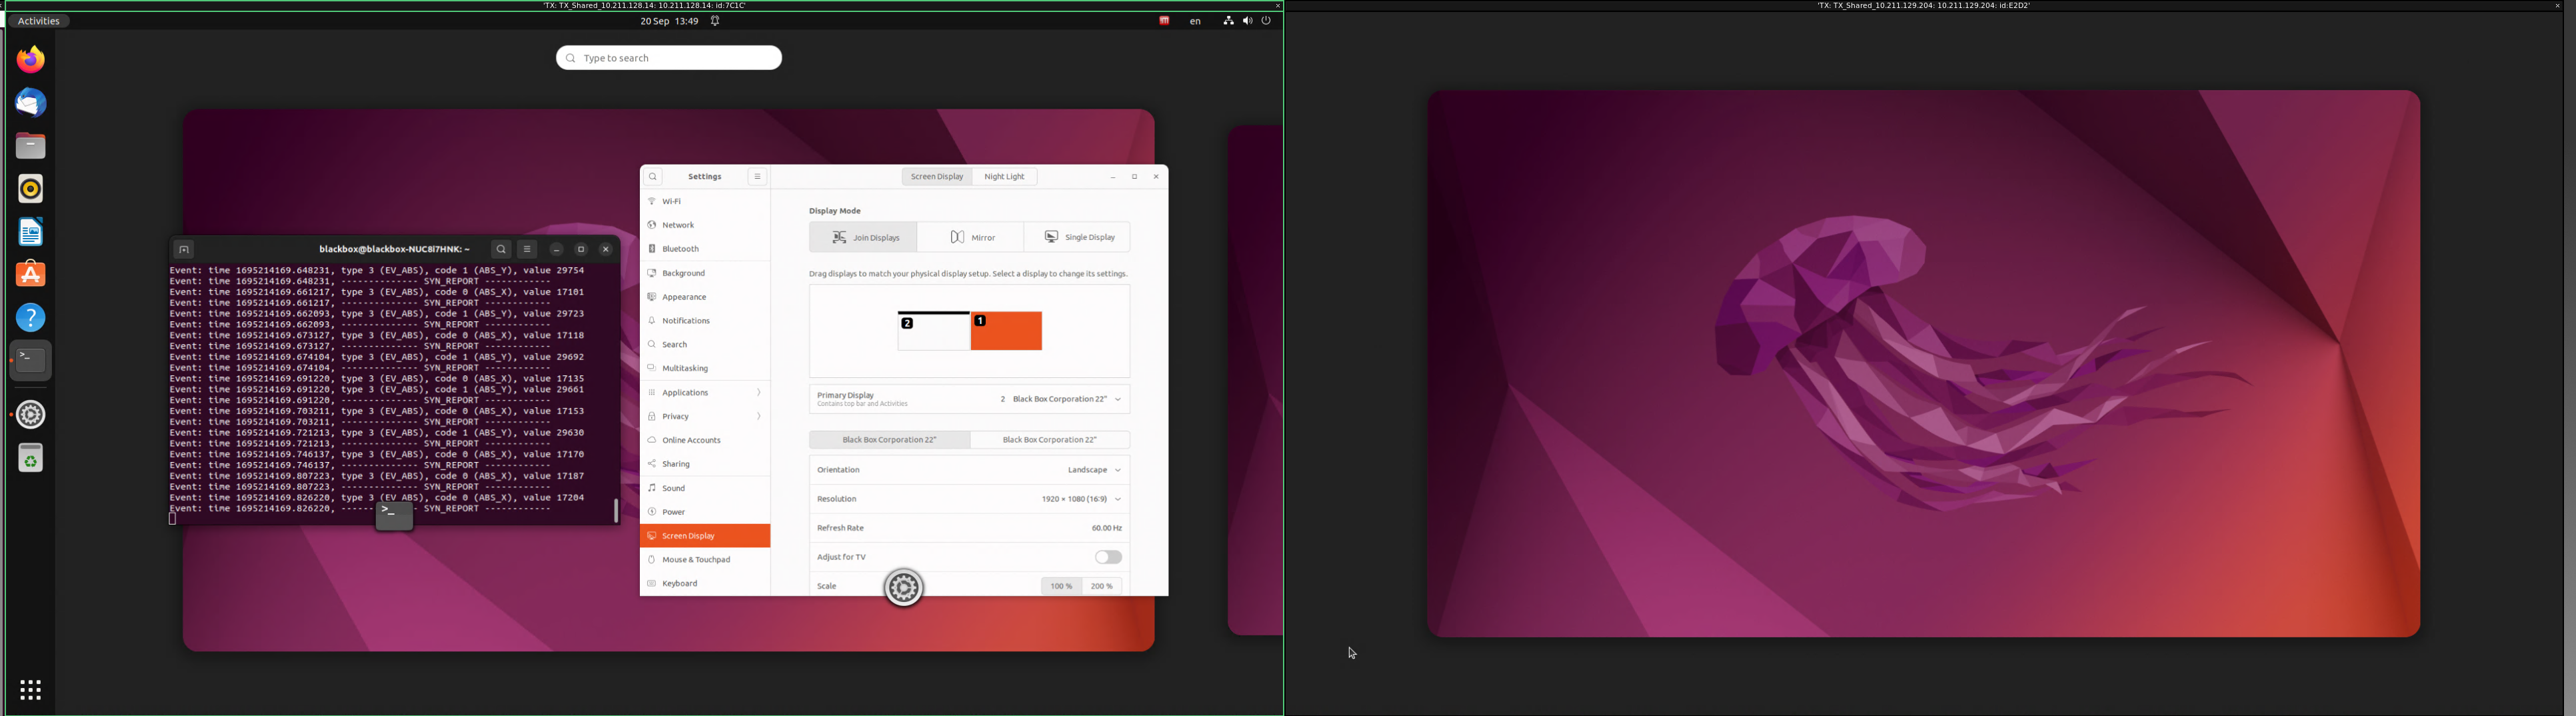 'TX: TX_Shared_10.211.128.14: 10.211.128.14: id:7C1C'
'TX: TX_Shared_10.211.129.204: 10.211.129.204: id:E2D2'
Activities
20 Sep 13:49
en
Type to search
blackbox@blackbox-NUC8i7HNK: ~
Event: time 1695214169.648231, type 3 (EV_ABS), code 1 (ABS_Y), value 29754
Event: time 1695214169.648231, -------------- SYN_REPORT ------------
Event: time 1695214169.661217, type 3 (EV_ABS), code 0 (ABS_X), value 17101
Event: time 1695214169.661217, -------------- SYN_REPORT ------------
Event: time 1695214169.662093, type 3 (EV_ABS), code 1 (ABS_Y), value 29723
Event: time 1695214169.662093, -------------- SYN_REPORT ------------
Event: time 1695214169.673127, type 3 (EV_ABS), code 0 (ABS_X), value 17118
Event: time 1695214169.673127, -------------- SYN_REPORT ------------
Event: time 1695214169.674104, type 3 (EV_ABS), code 1 (ABS_Y), value 29692
Event: time 1695214169.674104, -------------- SYN_REPORT ------------
Event: time 1695214169.691220, type 3 (EV_ABS), code 0 (ABS_X), value 17135
Event: time 1695214169.691220, type 3 (EV_ABS), code 1 (ABS_Y), value 29661
Event: time 1695214169.691220, -------------- SYN_REPORT ------------
Event: time 1695214169.703211, type 3 (EV_ABS), code 0 (ABS_X), value 17153
Event: time 1695214169.703211, -------------- SYN_REPORT ------------
Event: time 1695214169.721213, type 3 (EV_ABS), code 1 (ABS_Y), value 29630
Event: time 1695214169.721213, -------------- SYN_REPORT ------------
Event: time 1695214169.746137, type 3 (EV_ABS), code 0 (ABS_X), value 17170
Event: time 1695214169.746137, -------------- SYN_REPORT ------------
Event: time 1695214169.807223, type 3 (EV_ABS), code 0 (ABS_X), value 17187
Event: time 1695214169.807223, -------------- SYN_REPORT ------------
Event: time 1695214169.826220, type 3 (EV_ABS), code 0 (ABS_X), value 17204
Event: time 1695214169.826220, ----- SYN_REPORT ------------
Settings
Wi-Fi
Network
Bluetooth
Background
Appearance
Notifications
Search
Multitasking
Applications
Privacy
Online Accounts
Sharing
Sound
Power
Screen Display
Mouse & Touchpad
Keyboard
Screen Display
Night Light
Display Mode
Join Displays
Mirror
Single Display
Drag displays to match your physical display setup. Select a display to change its settings.
2
1
Primary Display
Contains top bar and Activities
2 Black Box Corporation 22"
Black Box Corporation 22"
Black Box Corporation 22"
Orientation
Landscape
Resolution
1920 × 1080 (16:9)
Refresh Rate
60.00 Hz
Adjust for TV
Scale
100 %
200 %